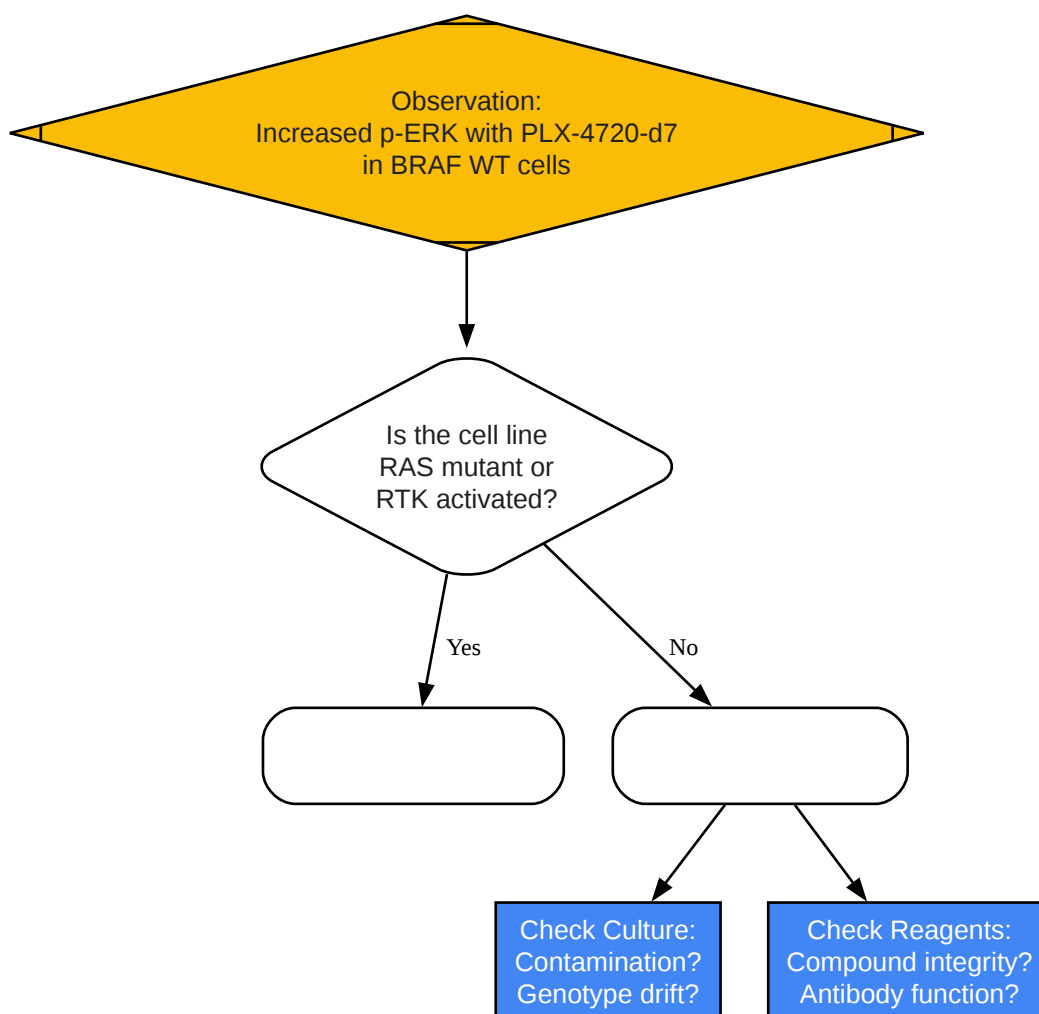 Observation:
Increased p-ERK with PLX-4720-d7
in BRAF WT cells
Is the cell line
RAS mutant or
RTK activated?
Yes
No
Check Culture:
Contamination?
Genotype drift?
Check Reagents:
Compound integrity?
Antibody function?